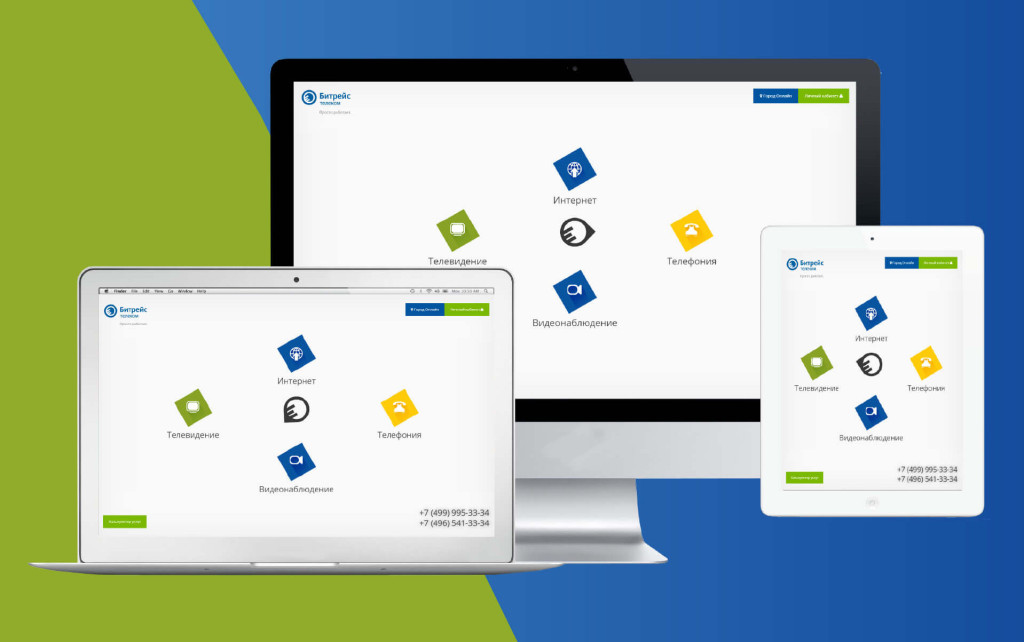 Битрейс
ТЕЛЕКОМ
Просто работает
Город Онлайн
Личный кабинет
Интернет
Телевидение
Телефония
Видеонаблюдение
Finder File Edit View Go Window Help
Битрейс
ТЕЛЕКОМ
Город Онлайн
Личный кабинет
Интернет
Телевидение
Телефония
Видеонаблюдение
+7 (499) 995-33-34
+7 (496) 541-33-34
Битрейс
ТЕЛЕКОМ
Город Онлайн
Личный кабинет
Интернет
Телевидение
Телефония
Видеонаблюдение
+7 (499) 995-33-34
+7 (496) 541-33-34